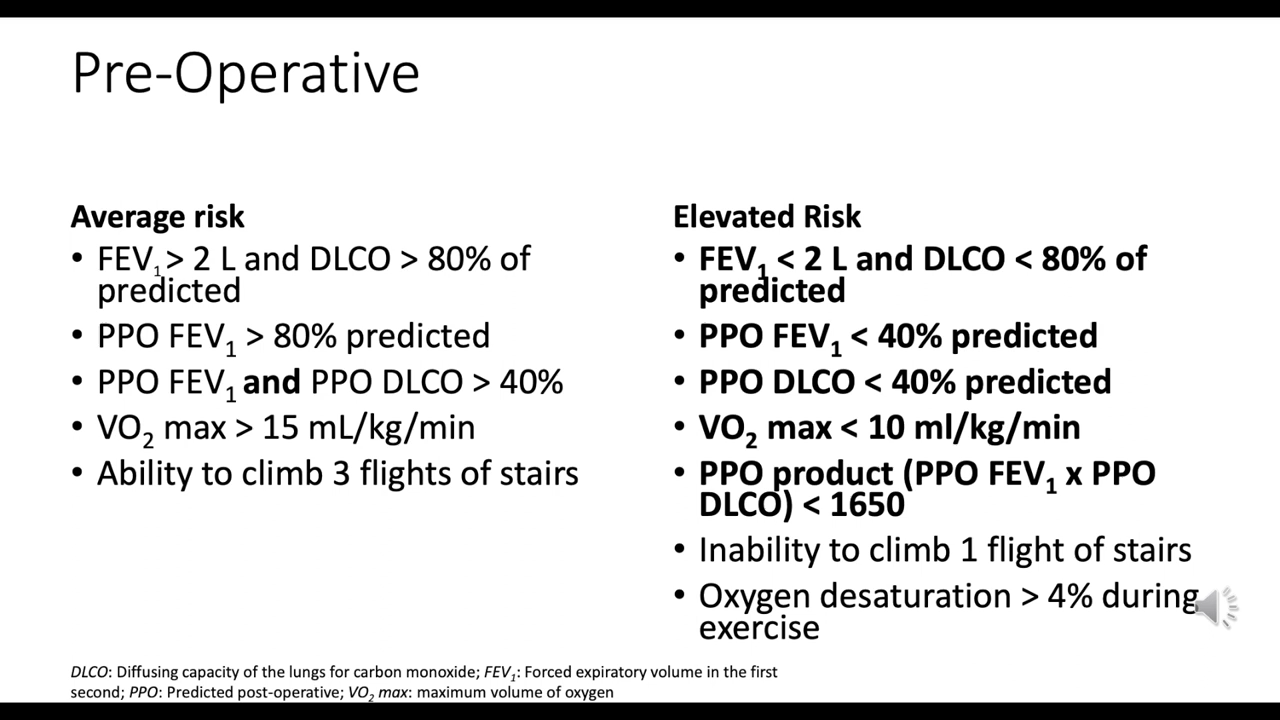 Pre-Operative
Average risk
• FEV₁ > 2 L and DLCO > 80% of
predicted
• PPO FEV₁ > 80% predicted
• PPO FEV₁ and PPO DLCO > 40%
• VO₂ max > 15 mL/kg/min
• Ability to climb 3 flights of stairs
Elevated Risk
• FEV₁ < 2 L and DLCO < 80% of
predicted
• PPO FEV₁ < 40% predicted
• PPO DLCO < 40% predicted
• VO₂ max < 10 ml/kg/min
• PPO product (PPO FEV₁ x PPO
DLCO) < 1650
• Inability to climb 1 flight of stairs
• Oxygen desaturation > 4% during
exercise
DLCO: Diffusing capacity of the lungs for carbon monoxide; FEV₁: Forced expiratory volume in the first
second; PPO: Predicted post-operative; VO₂ max: maximum volume of oxygen